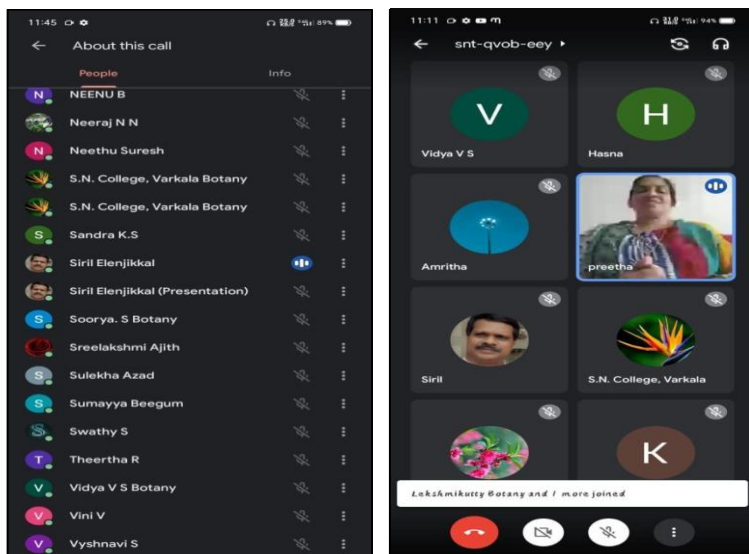 11:45
89%
About this call
People Info
N NEENU B
Neeraj N N
N Neethu Suresh
S.N. College, Varkala Botany
S.N. College, Varkala Botany
S Sandra K.S
Siril Elenjikkal
Siril Elenjikkal (Presentation)
S Soorya. S Botany
Sreelakshmi Ajith
S Sulekha Azad
S Sumayya Beegum
S Swathy S
T Theertha R
V Vidya V S Botany
V Vini V
V Vyshnavi S
11:11
94%
snt-qvob-eey
V H
Vidya V S Hasna
Amritha preetha
Siril S.N. College, Varkala
K
Lekshmikutty Botany and 1 more joined